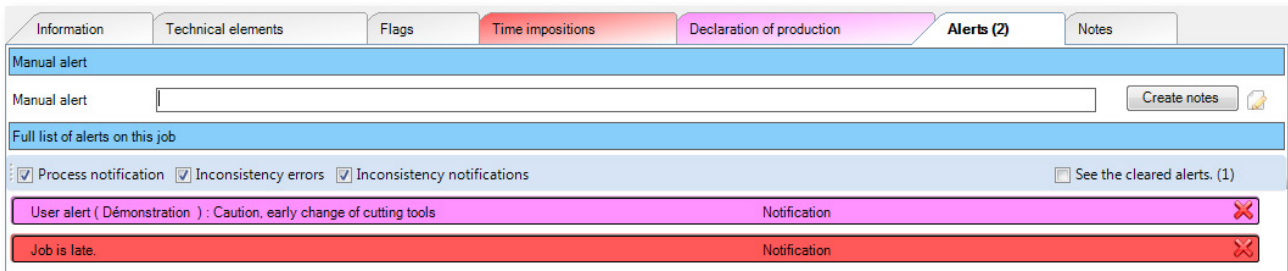 Information Technical elements Flags Time impositions Declaration of production Alerts (2) Notes
Manual alert
Manual alert Create notes
Full list of alerts on this job
Process notification Inconsistency errors Inconsistency notifications See the cleared alerts. (1)
User alert ( Démonstration ) : Caution, early change of cutting tools Notification
Job is late. Notification